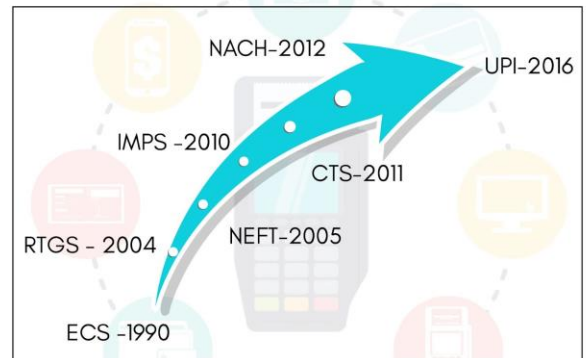 NACH-2012
UPI-2016
IMPS -2010
CTS-2011
NEFT-2005
RTGS - 2004
ECS -1990